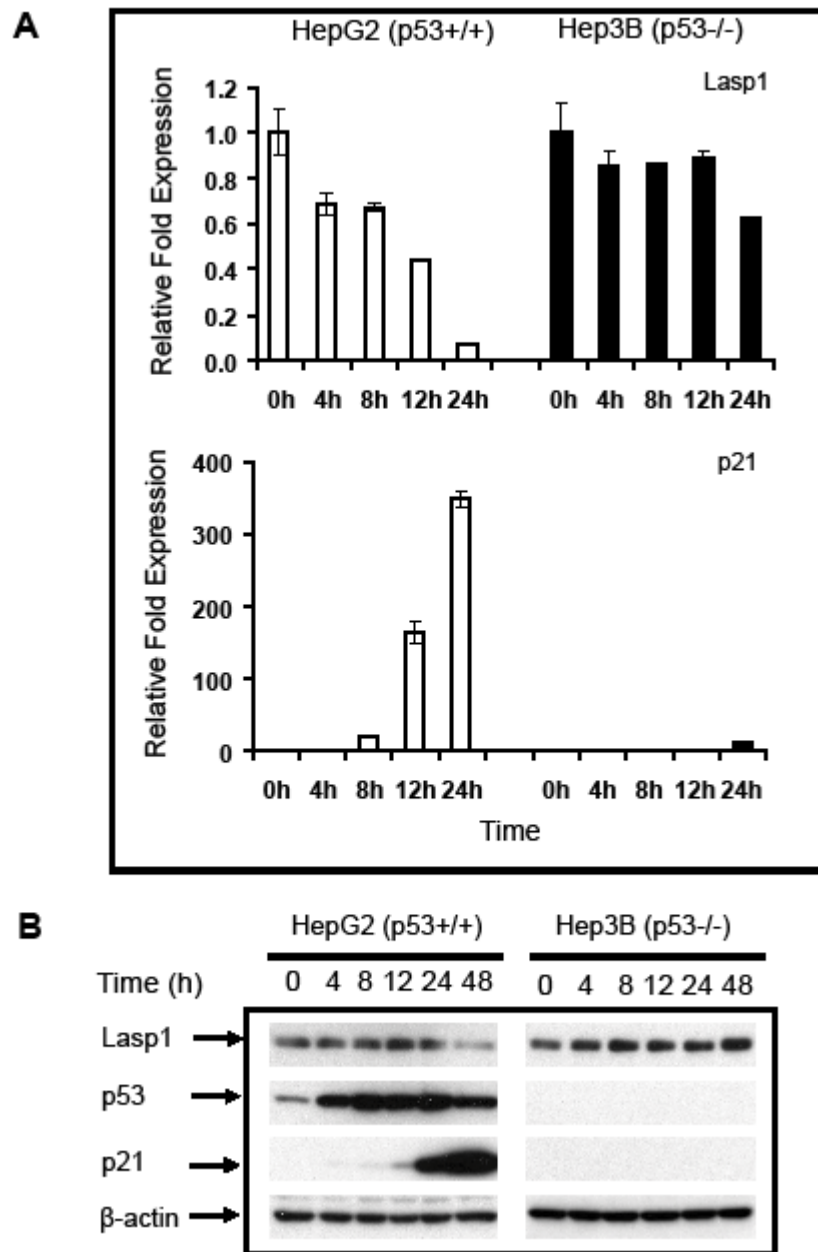 A
HepG2 (p53+/+) Hep3B (p53-/-)
Lasp1
Relative Fold Expression
1.2
1.0
0.8
0.6
0.4
0.2
0.0
0h 4h 8h 12h 24h 0h 4h 8h 12h 24h
p21
Relative Fold Expression
400
300
200
100
0
0h 4h 8h 12h 24h 0h 4h 8h 12h 24h
Time
B
HepG2 (p53+/+) Hep3B (p53-/-)
Time (h) 0 4 8 12 24 48 0 4 8 12 24 48
Lasp1
p53
p21
β-actin